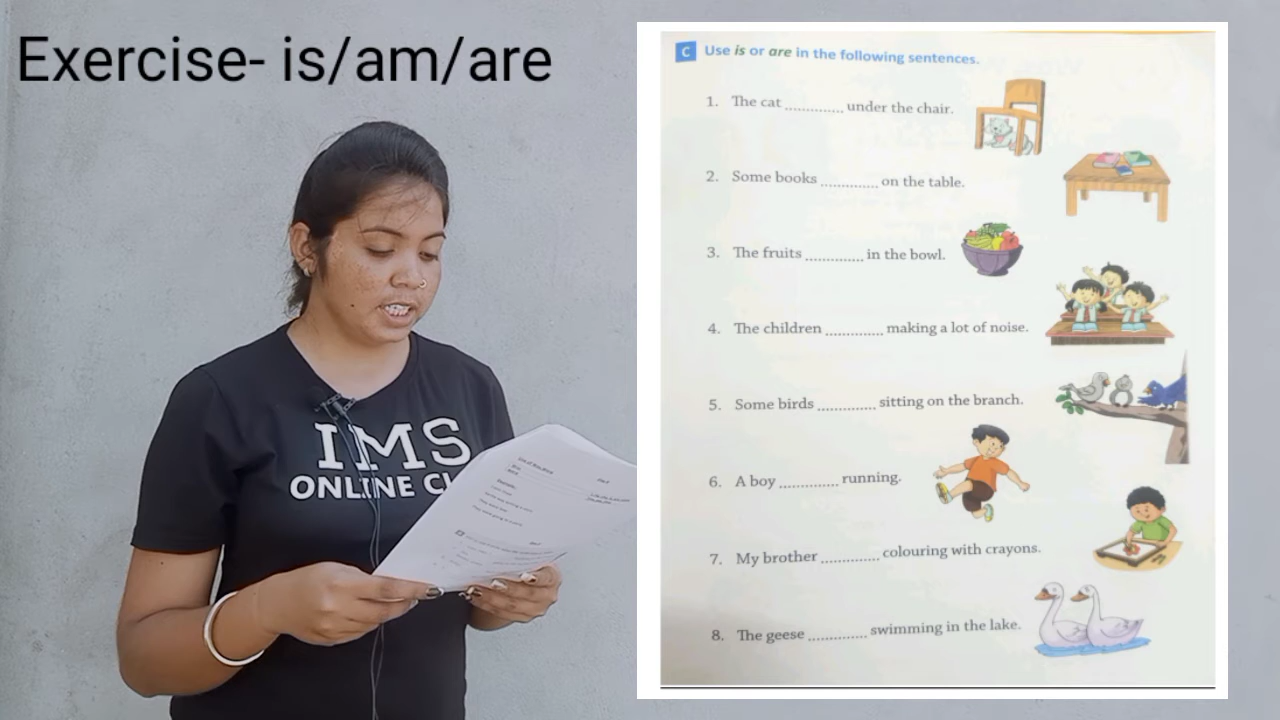 Exercise- is/am/are
IMS
ONLINE
C Use is or are in the following sentences.
1. The cat .............. under the chair.
2. Some books ............. on the table.
3. The fruits ............. in the bowl.
4. The children ............. making a lot of noise.
5. Some birds ............. sitting on the branch.
6. A boy .............. running.
7. My brother ............. colouring with crayons.
8. The geese .............. swimming in the lake.